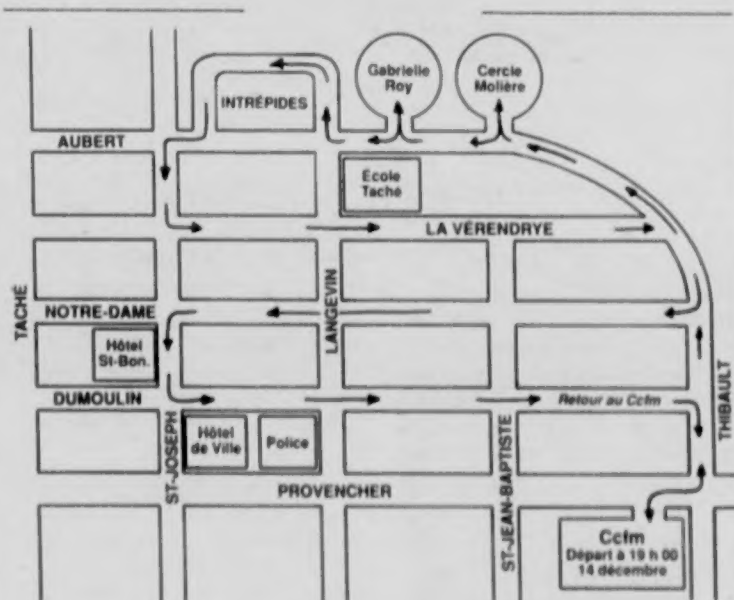 Gabrielle
Roy
Cercle
Molière
INTRÉPIDES
AUBERT
École
Taché
LA VÉRENDRYE
TACHÉ
NOTRE-DAME
LANGEVIN
Hôtel
St-Bon.
DUMOULIN
Retour au Ccfm
THIBAULT
ST-JOSEPH
Hôtel
de Ville
Police
ST-JEAN-BAPTISTE
PROVENCHER
Ccfm
Départ à 19 h 00
14 décembre